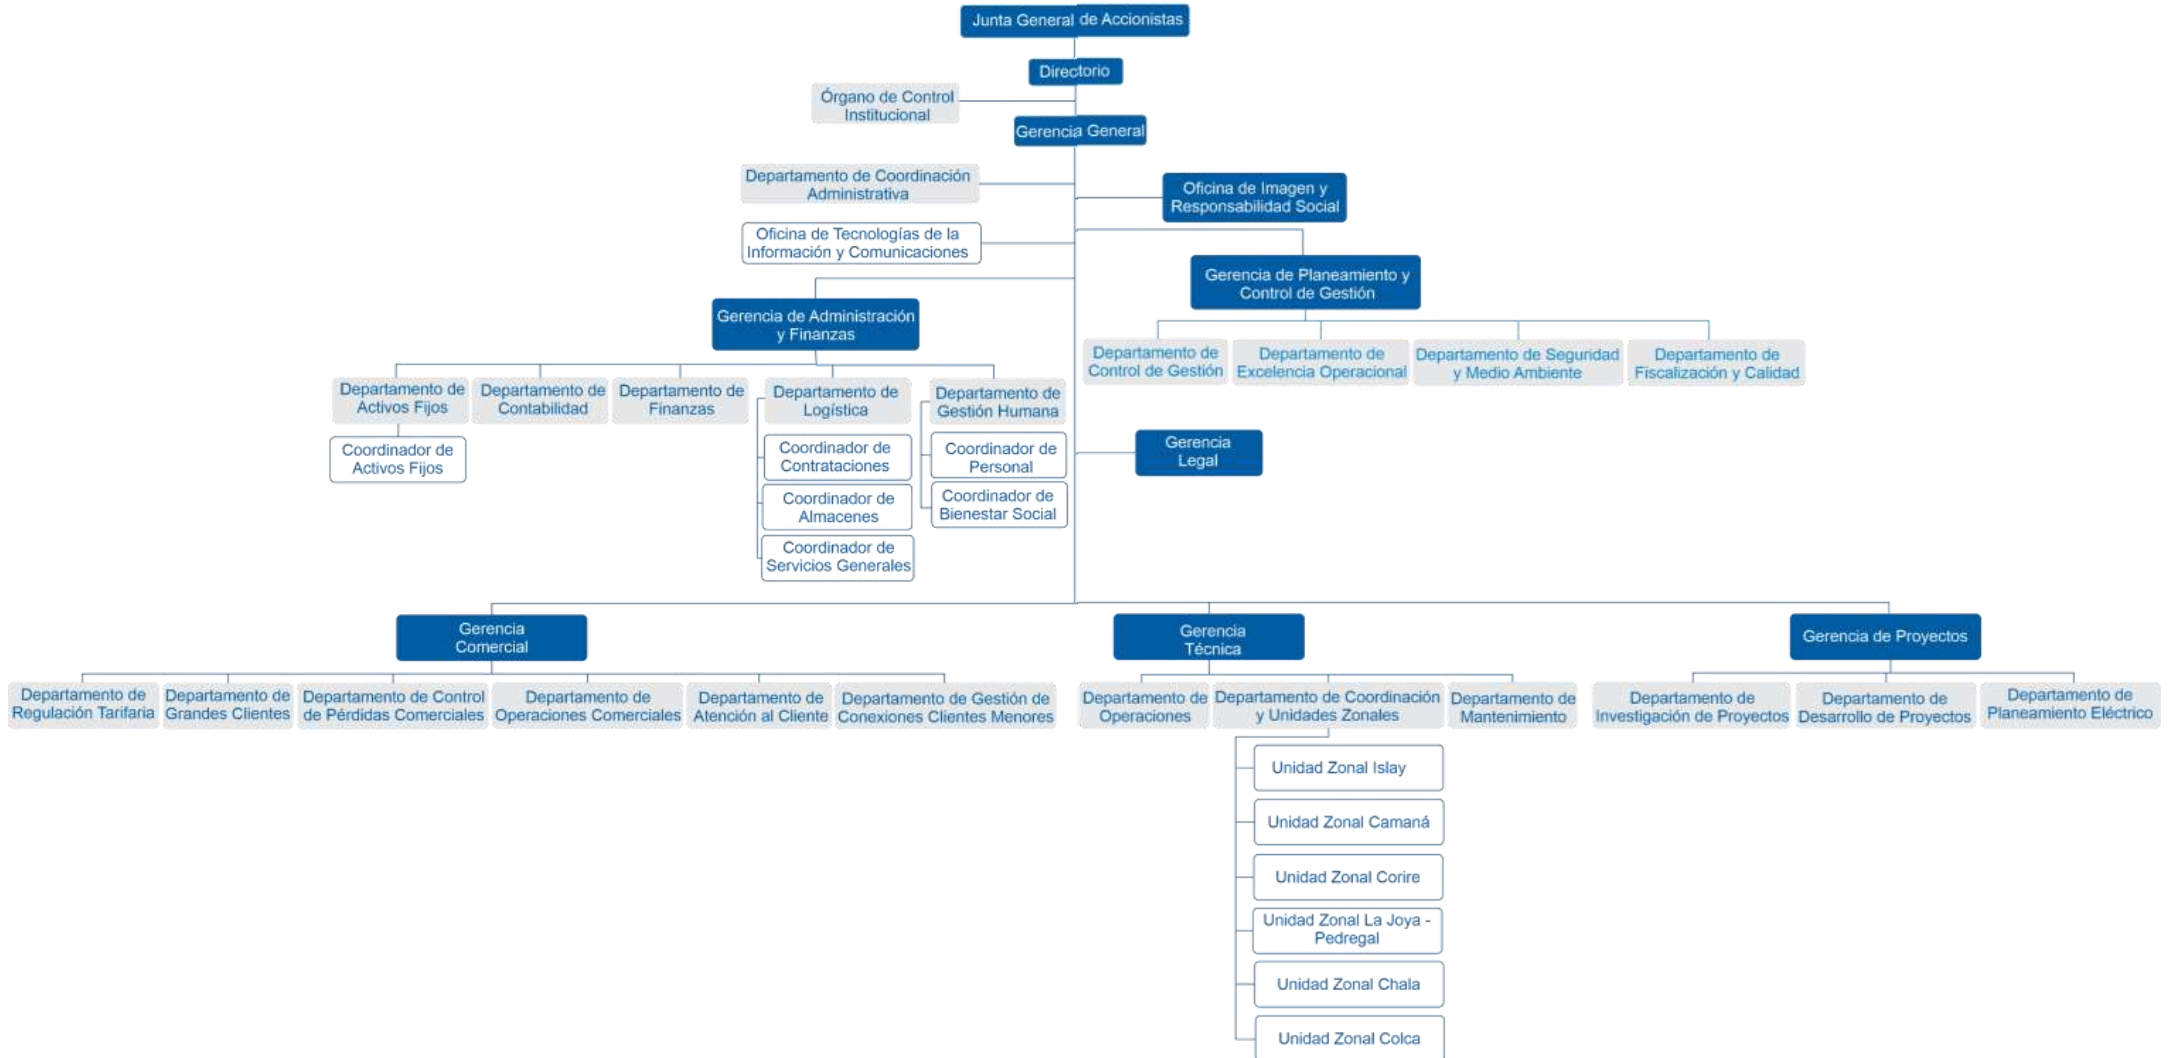 Junta General de Accionistas
Directorio
Órgano de Control
Institucional
Gerencia General
Departamento de Coordinación
Administrativa
Oficina de Imagen y
Responsabilidad Social
Oficina de Tecnologías de la
Información y Comunicaciones
Gerencia de Planeamiento y
Control de Gestión
Gerencia de Administración
y Finanzas
Departamento de
Control de Gestión
Departamento de
Excelencia Operacional
Departamento de Seguridad
y Medio Ambiente
Departamento de
Fiscalización y Calidad
Departamento de
Activos Fijos
Departamento de
Contabilidad
Departamento de
Finanzas
Departamento de
Logística
Departamento de
Gestión Humana
Coordinador de
Activos Fijos
Coordinador de
Contrataciones
Coordinador de
Almacenes
Coordinador de
Servicios Generales
Coordinador de
Personal
Coordinador de
Bienestar Social
Gerencia
Legal
Gerencia
Comercial
Gerencia
Técnica
Gerencia de Proyectos
Departamento de
Regulación Tarifaria
Departamento de
Grandes Clientes
Departamento de Control
de Pérdidas Comerciales
Departamento de
Operaciones Comerciales
Departamento de
Atención al Cliente
Departamento de Gestión de
Conexiones Clientes Menores
Departamento de
Operaciones
Departamento de Coordinación
y Unidades Zonales
Departamento de
Mantenimiento
Departamento de
Investigación de Proyectos
Departamento de
Desarrollo de Proyectos
Departamento de
Planeamiento Eléctrico
Unidad Zonal Islay
Unidad Zonal Camaná
Unidad Zonal Corire
Unidad Zonal La Joya -
Pedregal
Unidad Zonal Chala
Unidad Zonal Colca